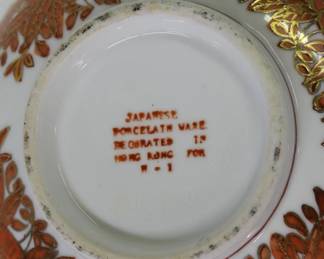 JAPANESE
PORCELAIN WARE
DECORATED IN
HONG KONG FOR
W - I